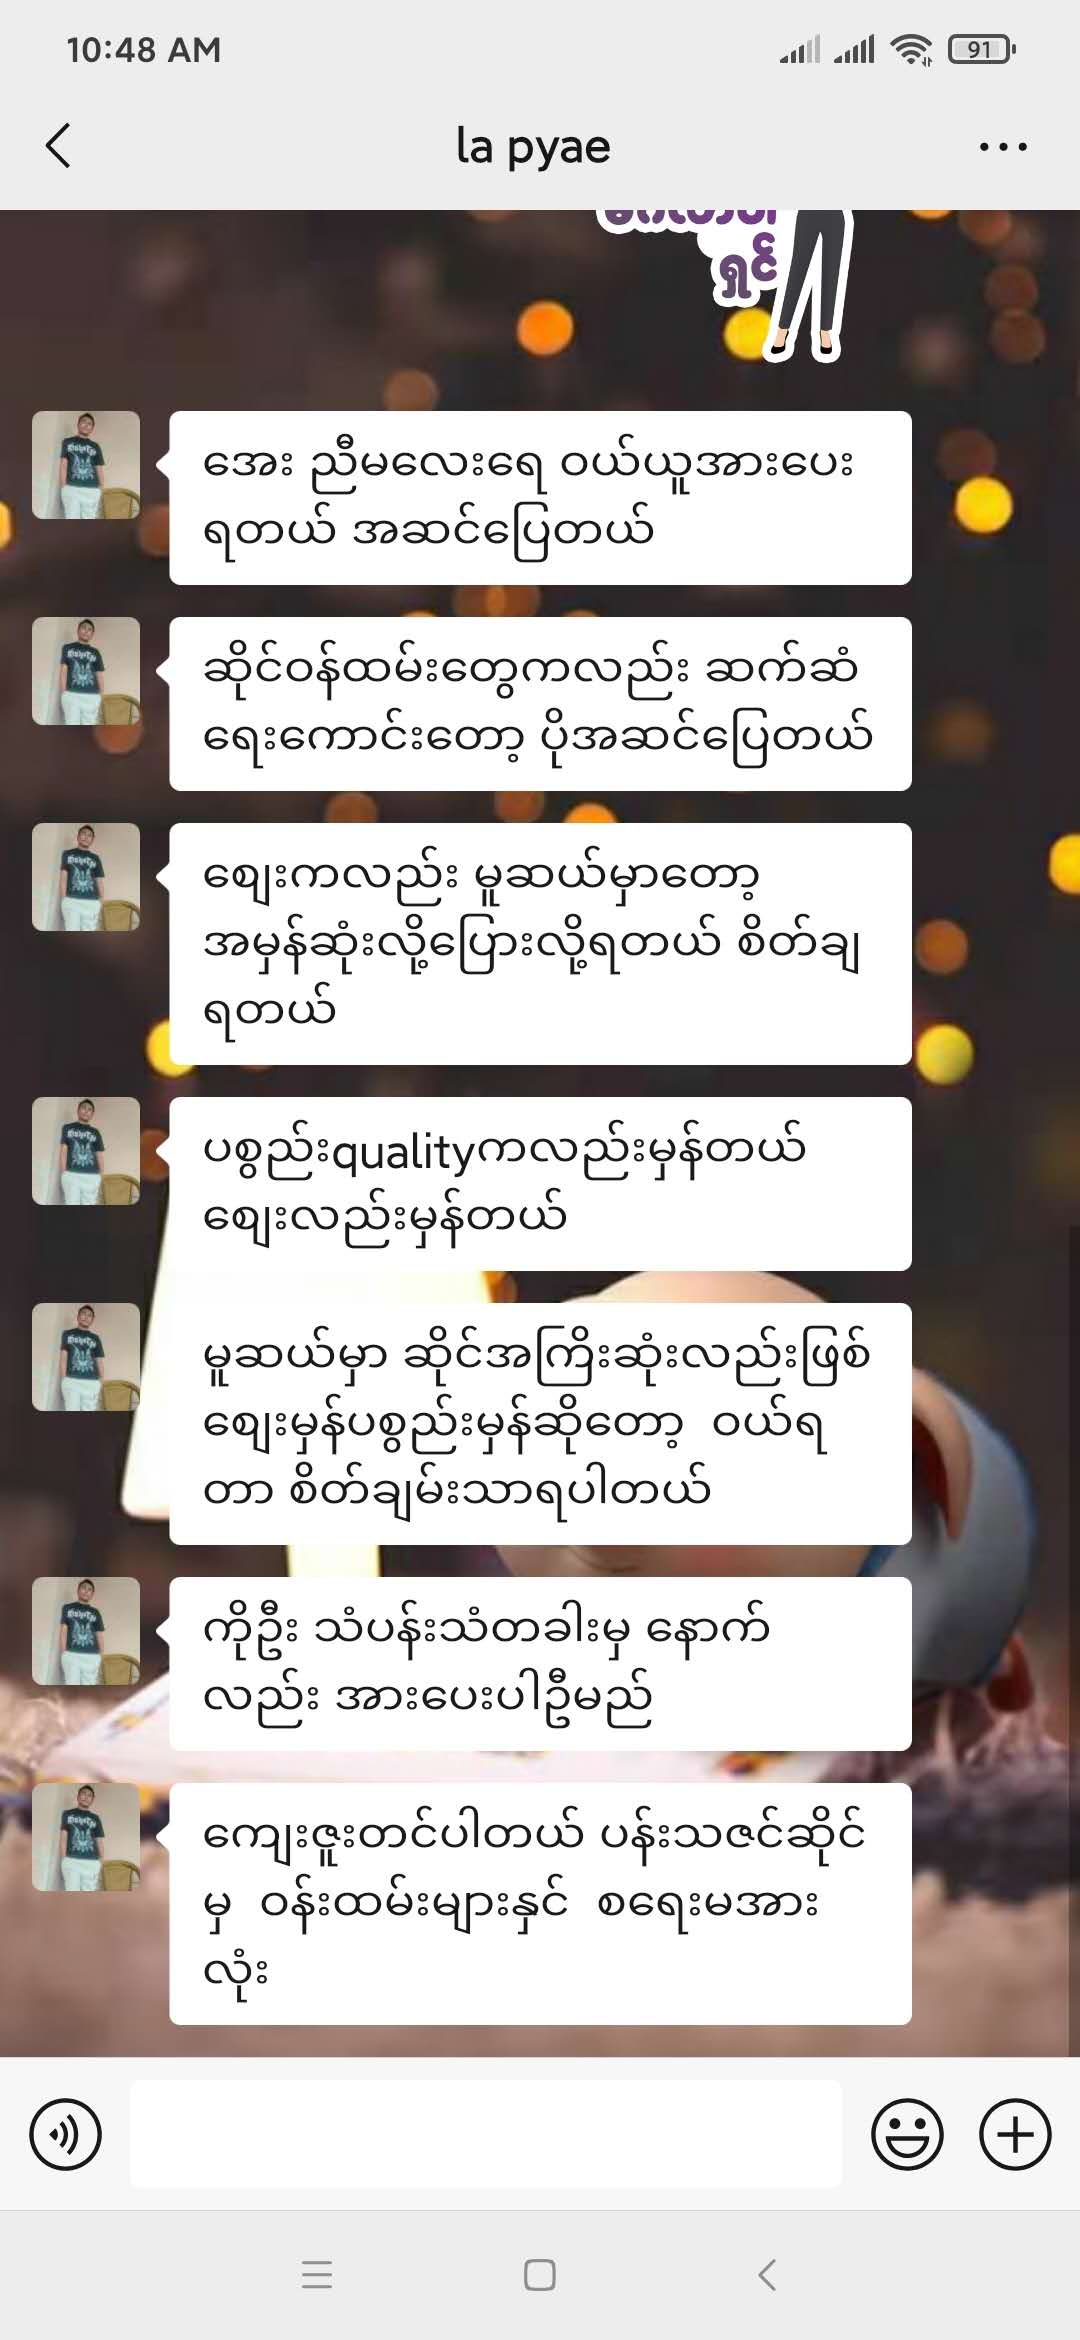 10:48 AM
91
la pyae
ရှင်
အေး ညီမလေးရေ ဝယ်ယူအားပေး
ရတယ် အဆင်ပြေတယ်
ဆိုင်ဝန်ထမ်းတွေကလည်း ဆက်ဆံ
ရေးကောင်းတော့ ပိုအဆင်ပြေတယ်
ဈေးကလည်း မူဆယ်မှာတော့
အမှန်ဆုံးလို့ပြောလို့ရတယ် စိတ်ချ
ရတယ်
ပစ္စည်းqualityကလည်းမှန်တယ်
ဈေးလည်းမှန်တယ်
မူဆယ်မှာ ဆိုင်အကြီးဆုံးလည်းဖြစ်
ဈေးမှန်ပစ္စည်းမှန်ဆိုတော့ ဝယ်ရ
တာ စိတ်ချမ်းသာရပါတယ်
ကိုဦး သံပန်းသံတခါးမှ နောက်
လည်း အားပေးပါဦမည်
ကျေးဇူးတင်ပါတယ် ပန်းသဇင်ဆိုင်
မှ ဝန်းထမ်းများနှင် စရေးမအား
လုံး